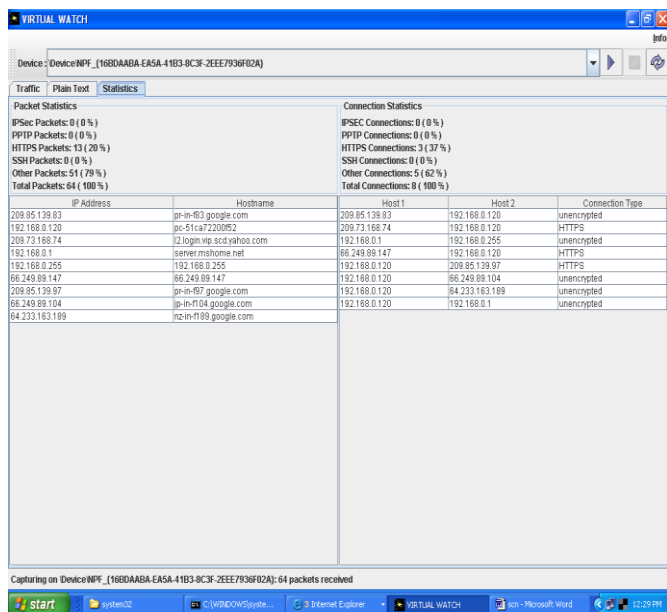 VIRTUAL WATCH
Info
Device : \Device\NPF_{16BDAABA-EA5A-41B3-8C3F-2EEE7936F02A}
Traffic Plain Text Statistics
Packet Statistics
IPSec Packets: 0 ( 0 % )
PPTP Packets: 0 ( 0 % )
HTTPS Packets: 13 ( 20 % )
SSH Packets: 0 ( 0 % )
Other Packets: 51 ( 79 % )
Total Packets: 64 ( 100 % )
Connection Statistics
IPSEC Connections: 0 ( 0 % )
PPTP Connections: 0 ( 0 % )
HTTPS Connections: 3 ( 37 % )
SSH Connections: 0 ( 0 % )
Other Connections: 5 ( 62 % )
Total Connections: 8 ( 100 % )
IP Address Hostname
209.85.139.83 pr-in-f83.google.com
192.168.0.120 pc-51ca72200f52
209.73.168.74 l2.login.vip.scd.yahoo.com
192.168.0.1 server.mshome.net
192.168.0.255 192.168.0.255
66.249.89.147 66.249.89.147
209.85.139.97 pr-in-f97.google.com
66.249.89.104 jp-in-f104.google.com
64.233.163.189 nz-in-f189.google.com
Host 1 Host 2 Connection Type
209.85.139.83 192.168.0.120 unencrypted
209.73.168.74 192.168.0.120 HTTPS
192.168.0.1 192.168.0.255 unencrypted
66.249.89.147 192.168.0.120 HTTPS
192.168.0.120 209.85.139.97 HTTPS
192.168.0.120 66.249.89.104 unencrypted
192.168.0.120 64.233.163.189 unencrypted
192.168.0.120 192.168.0.1 unencrypted
Capturing on \Device\NPF_{16BDAABA-EA5A-41B3-8C3F-2EEE7936F02A}: 64 packets received
start system32 C:\WINDOWS\syste... 3 Internet Explorer VIRTUAL WATCH scn - Microsoft Word 12:29 PM